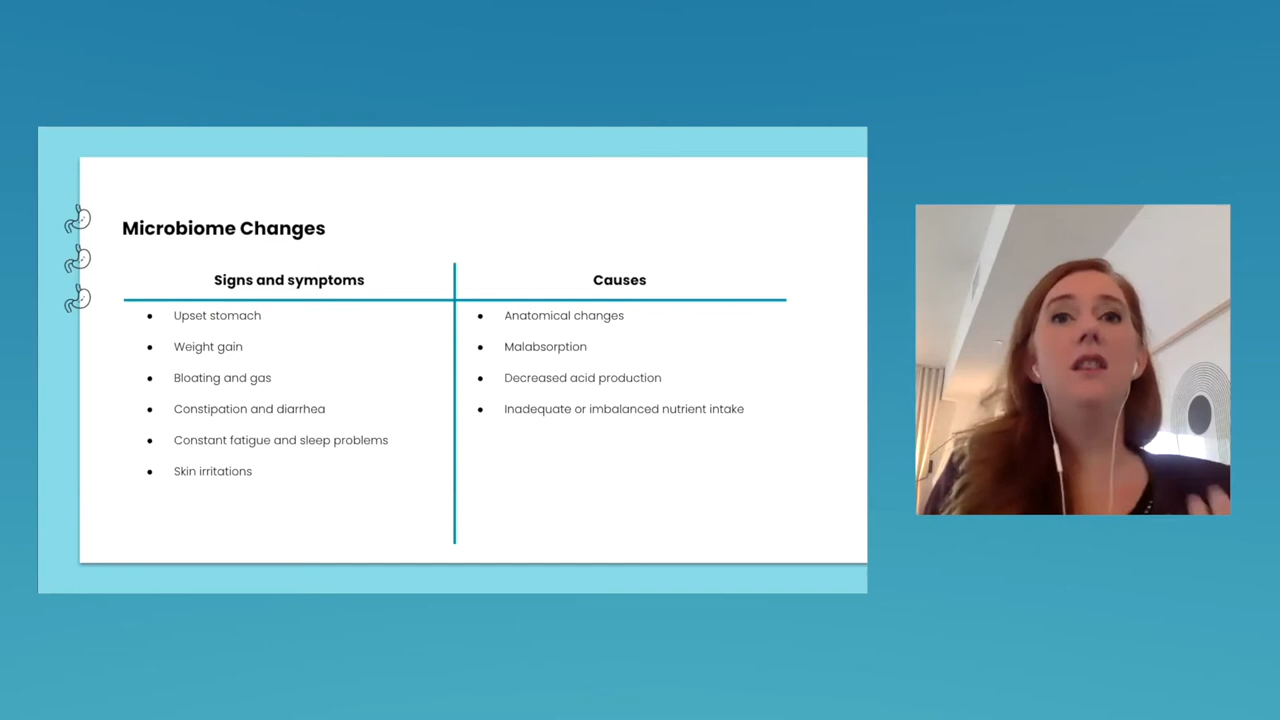 Microbiome Changes
Signs and symptoms
Upset stomach
Weight gain
Bloating and gas
Constipation and diarrhea
Constant fatigue and sleep problems
Skin irritations
Causes
Anatomical changes
Malabsorption
Decreased acid production
Inadequate or imbalanced nutrient intake